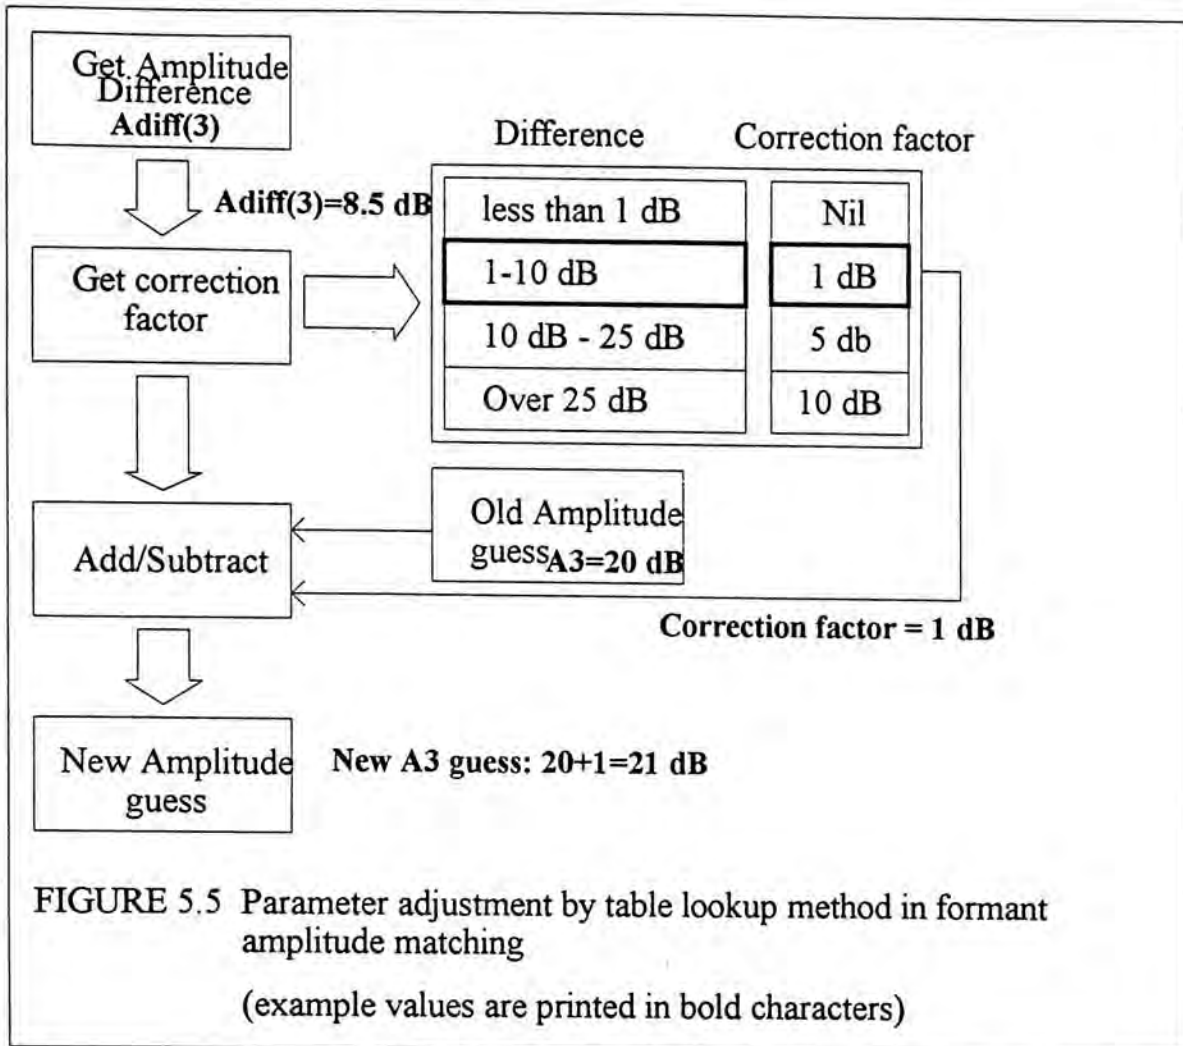 Get Amplitude
Difference
Adiff(3)
Adiff(3)=8.5 dB
Difference
Correction factor
less than 1 dB
Nil
1-10 dB
1 dB
10 dB - 25 dB
5 db
Over 25 dB
10 dB
Get correction
factor
Old Amplitude
guess A3=20 dB
Add/Subtract
Correction factor = 1 dB
New Amplitude
guess
New A3 guess: 20+1=21 dB
FIGURE 5.5 Parameter adjustment by table lookup method in formant
amplitude matching
(example values are printed in bold characters)